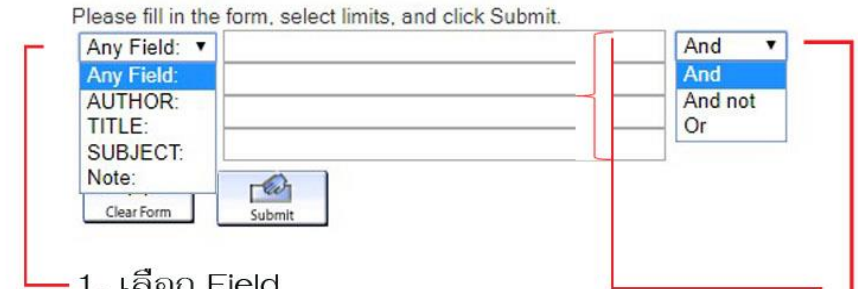 Please fill in the form, select limits, and click Submit.
Any Field: ▼ And ▼
Any Field: And
AUTHOR: And not
TITLE: Or
SUBJECT:
Note:
Clear Form Submit
1. เลือก Field